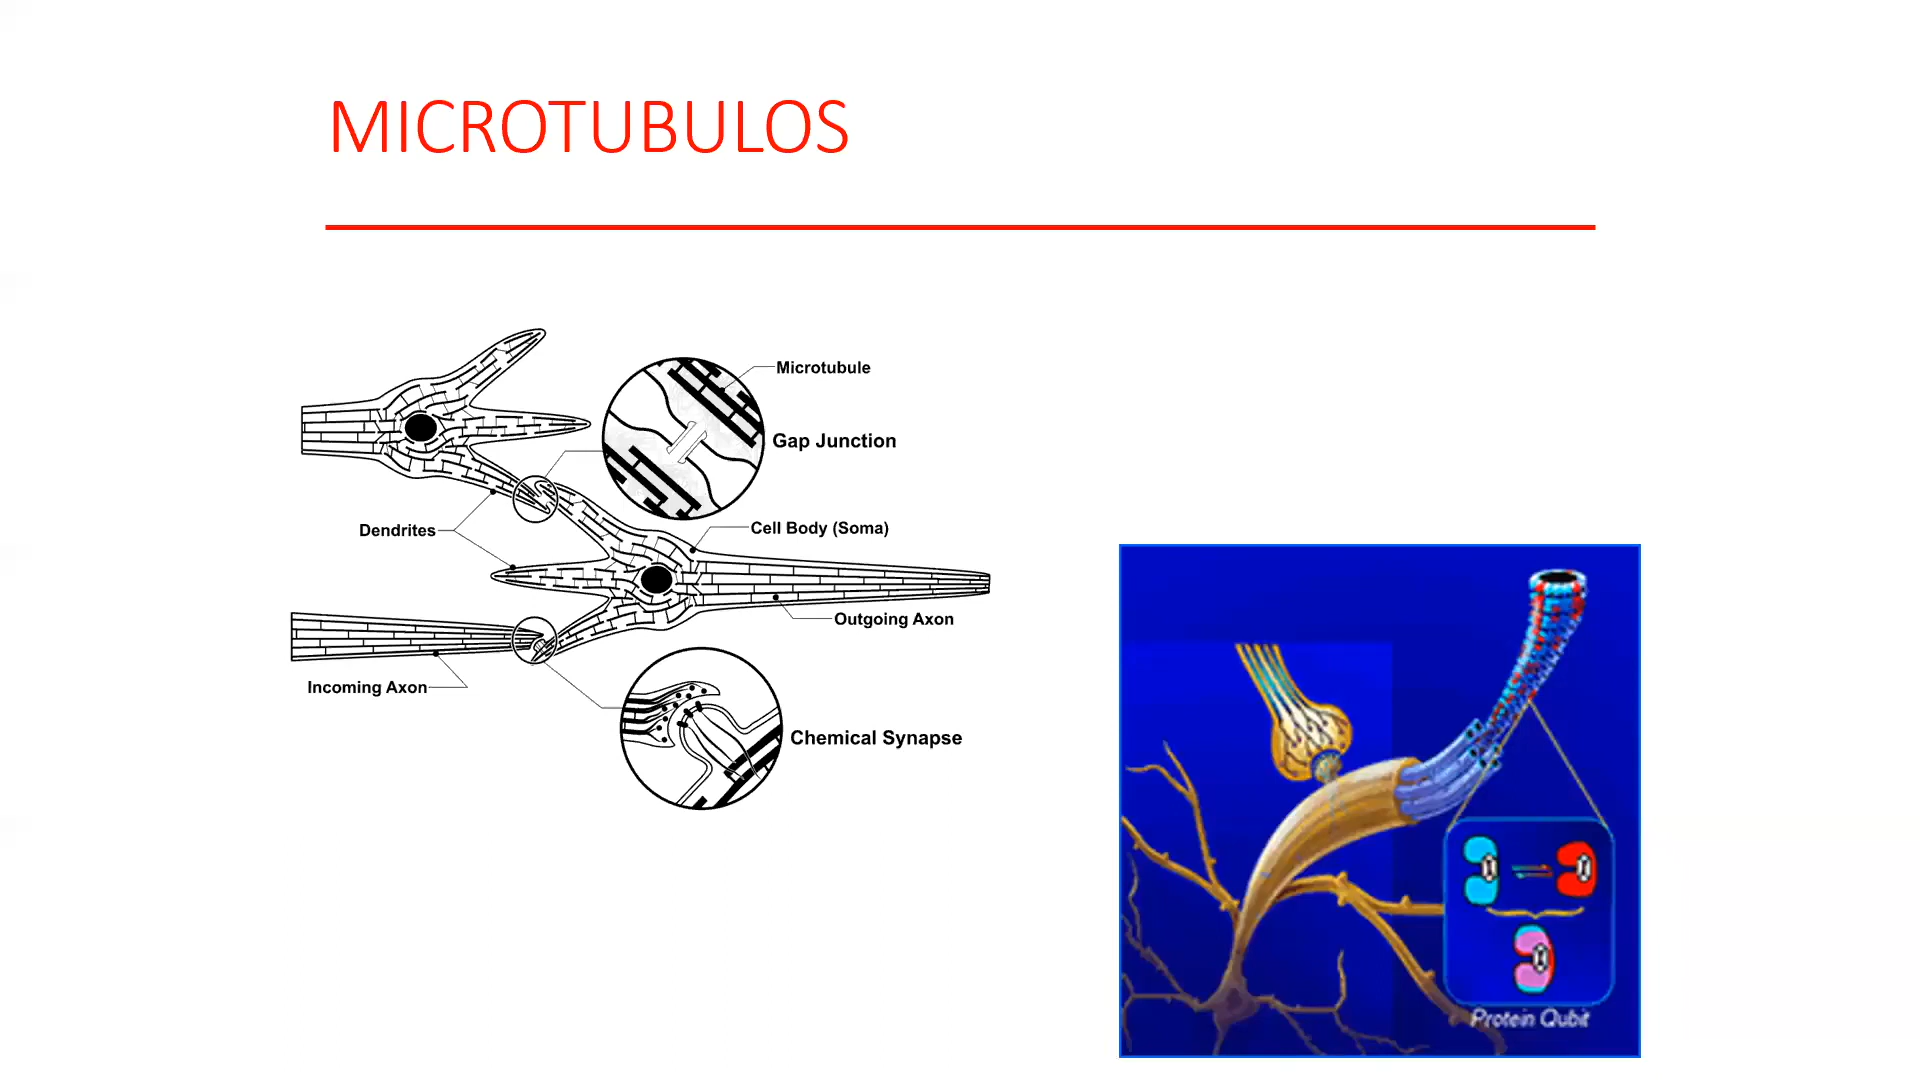 MICROTUBULOS
Microtubule
Gap Junction
Dendrites
Cell Body (Soma)
Outgoing Axon
Incoming Axon
Chemical Synapse
Protein Qubit